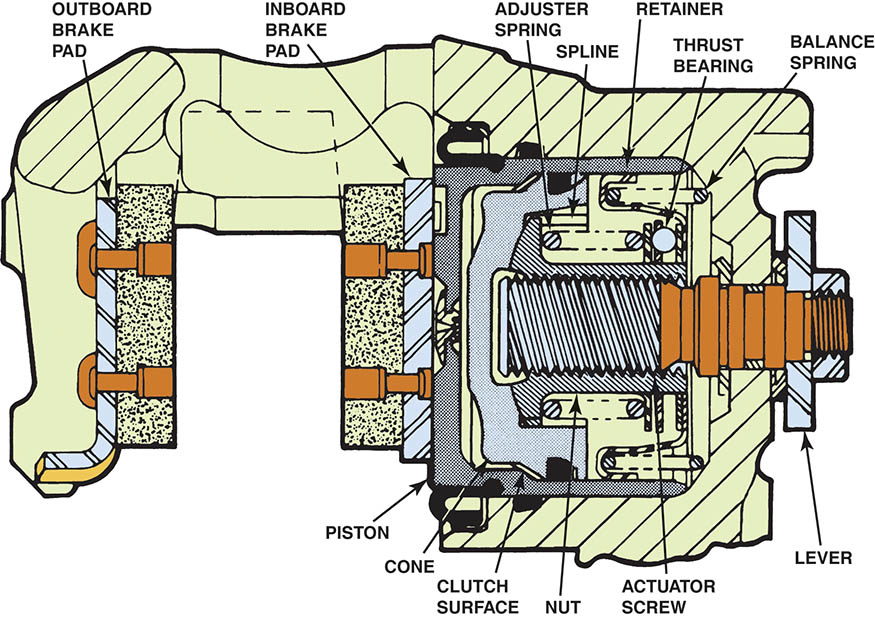 OUTBOARD
BRAKE
PAD
INBOARD
BRAKE
PAD
ADJUSTER
SPRING
SPLINE
RETAINER
THRUST
BEARING
BALANCE
SPRING
PISTON
CONE
CLUTCH
SURFACE
NUT
ACTUATOR
SCREW
LEVER